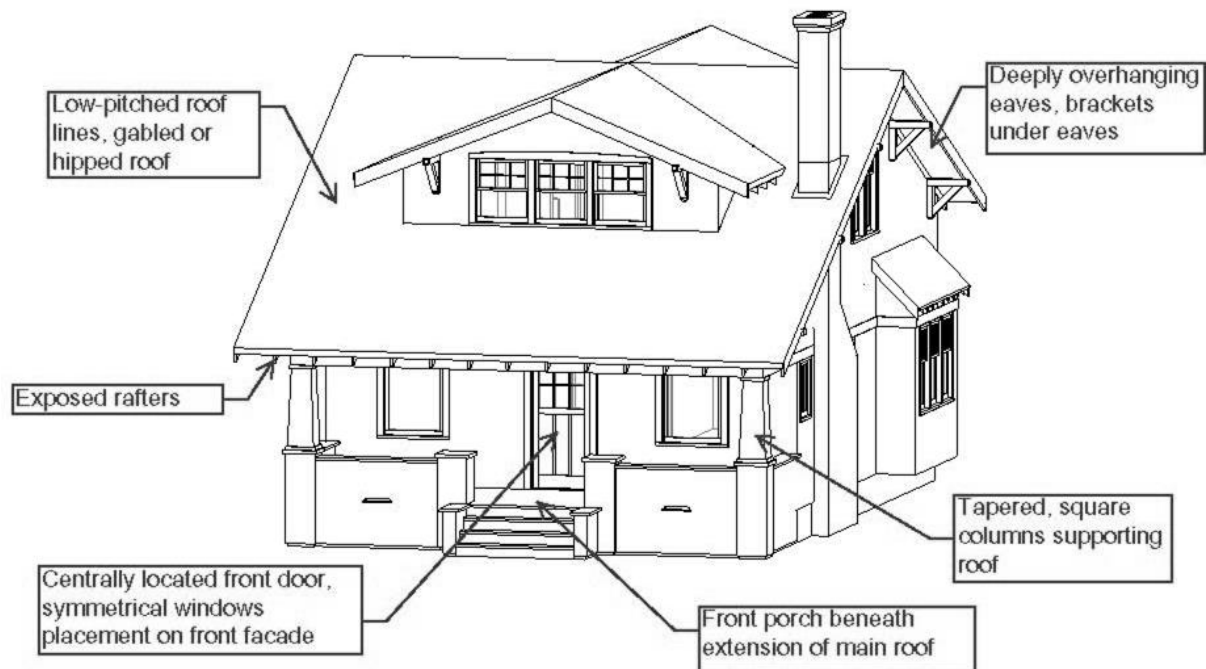 Low-pitched roof
lines, gabled or
hipped roof
Deeply overhanging
eaves, brackets
under eaves
Exposed rafters
Tapered, square
columns supporting
roof
Centrally located front door,
symmetrical windows
placement on front facade
Front porch beneath
extension of main roof